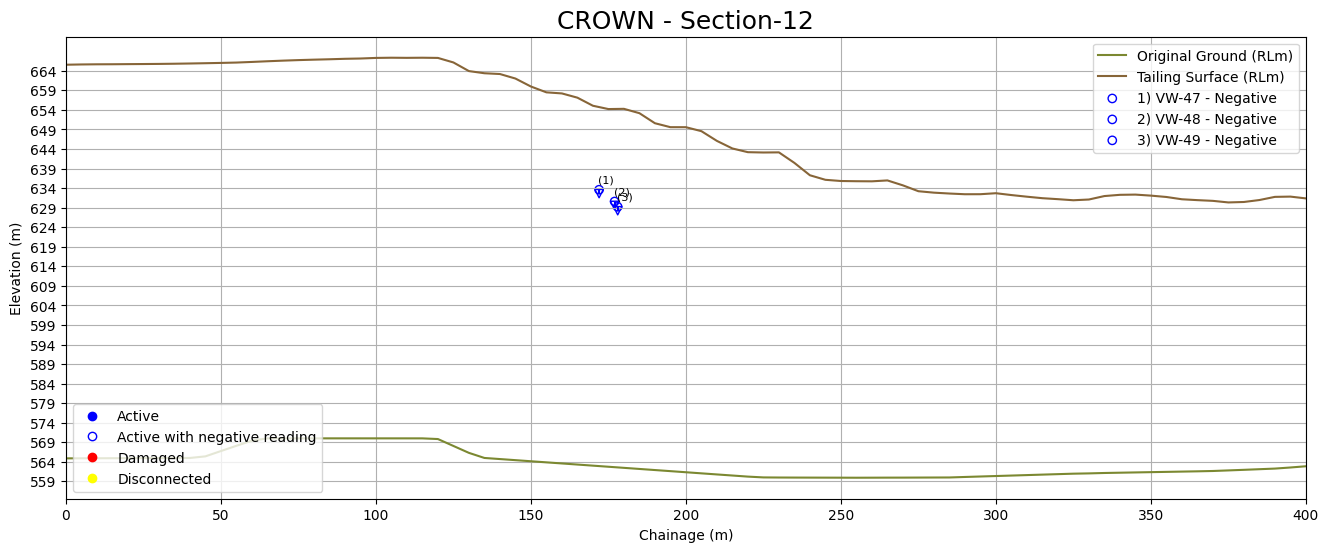 CROWN - Section-12
Original Ground (RLm)
Tailing Surface (RLm)
1) VW-47 - Negative
2) VW-48 - Negative
3) VW-49 - Negative
Elevation (m)
664
659
654
649
644
639
634
629
624
619
614
609
604
599
594
589
584
579
574
569
564
559
(1)
(2)
(3)
Active
Active with negative reading
Damaged
Disconnected
0 50 100 150 200 250 300 350 400
Chainage (m)